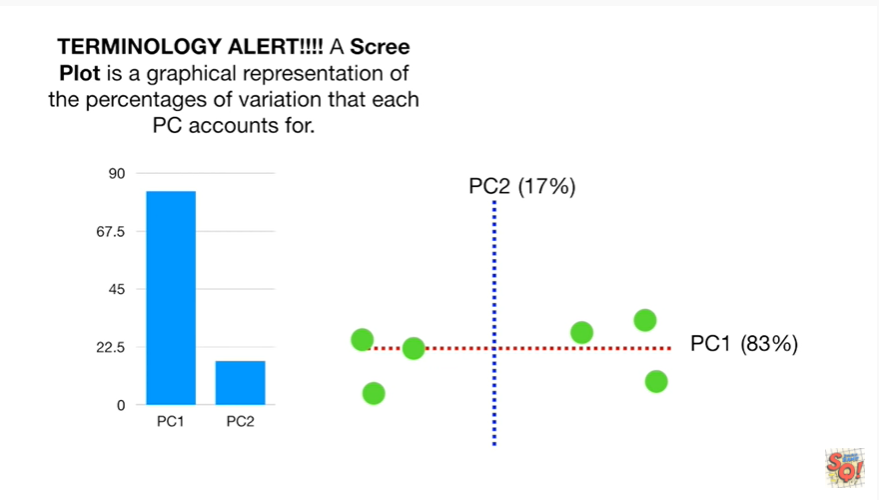 TERMINOLOGY ALERT!!!! A Scree
Plot is a graphical representation of
the percentages of variation that each
PC accounts for.
90
67.5
45
22.5
0
PC1
PC2
PC2 (17%)
PC1 (83%)
SQ!